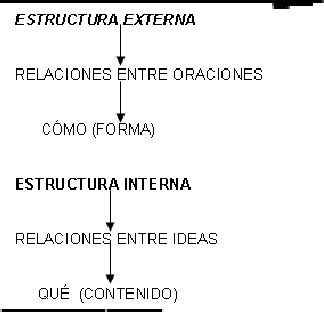 ESTRUCTURA EXTERNA
RELACIONES ENTRE ORACIONES
CÓMO (FORMA)
ESTRUCTURA INTERNA
RELACIONES ENTRE IDEAS
QUÉ (CONTENIDO)